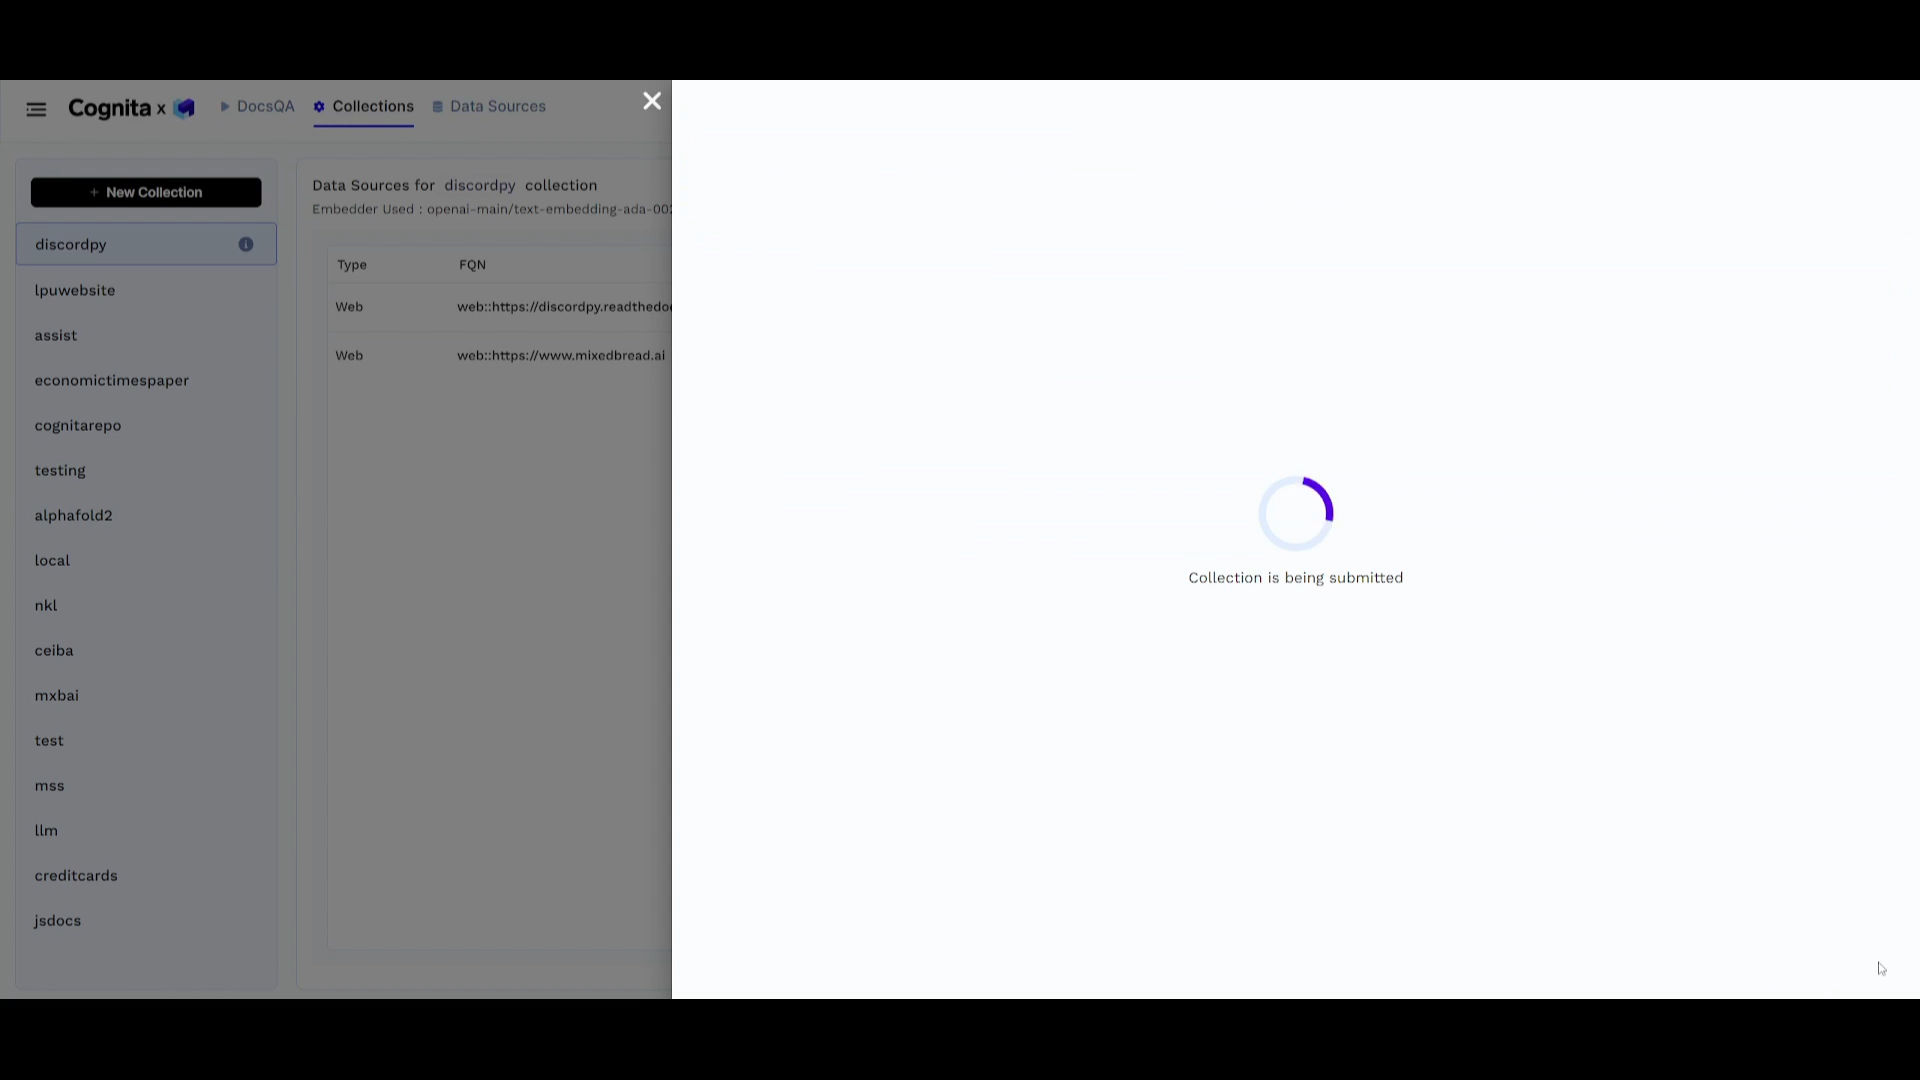 Cognita x
DocsQA
Collections
Data Sources
+ New Collection
discordpy
lpuwebsite
assist
economictimespaper
cognitarepo
testing
alphafold2
local
nkl
ceiba
mxbai
test
mss
llm
creditcards
jsdocs
Data Sources for discordpy collection
Embedder Used : openai-main/text-embedding-ada-002
Type FQN
Web web::https://discordpy.readthedo
Web web::https://www.mixedbread.ai
Collection is being submitted